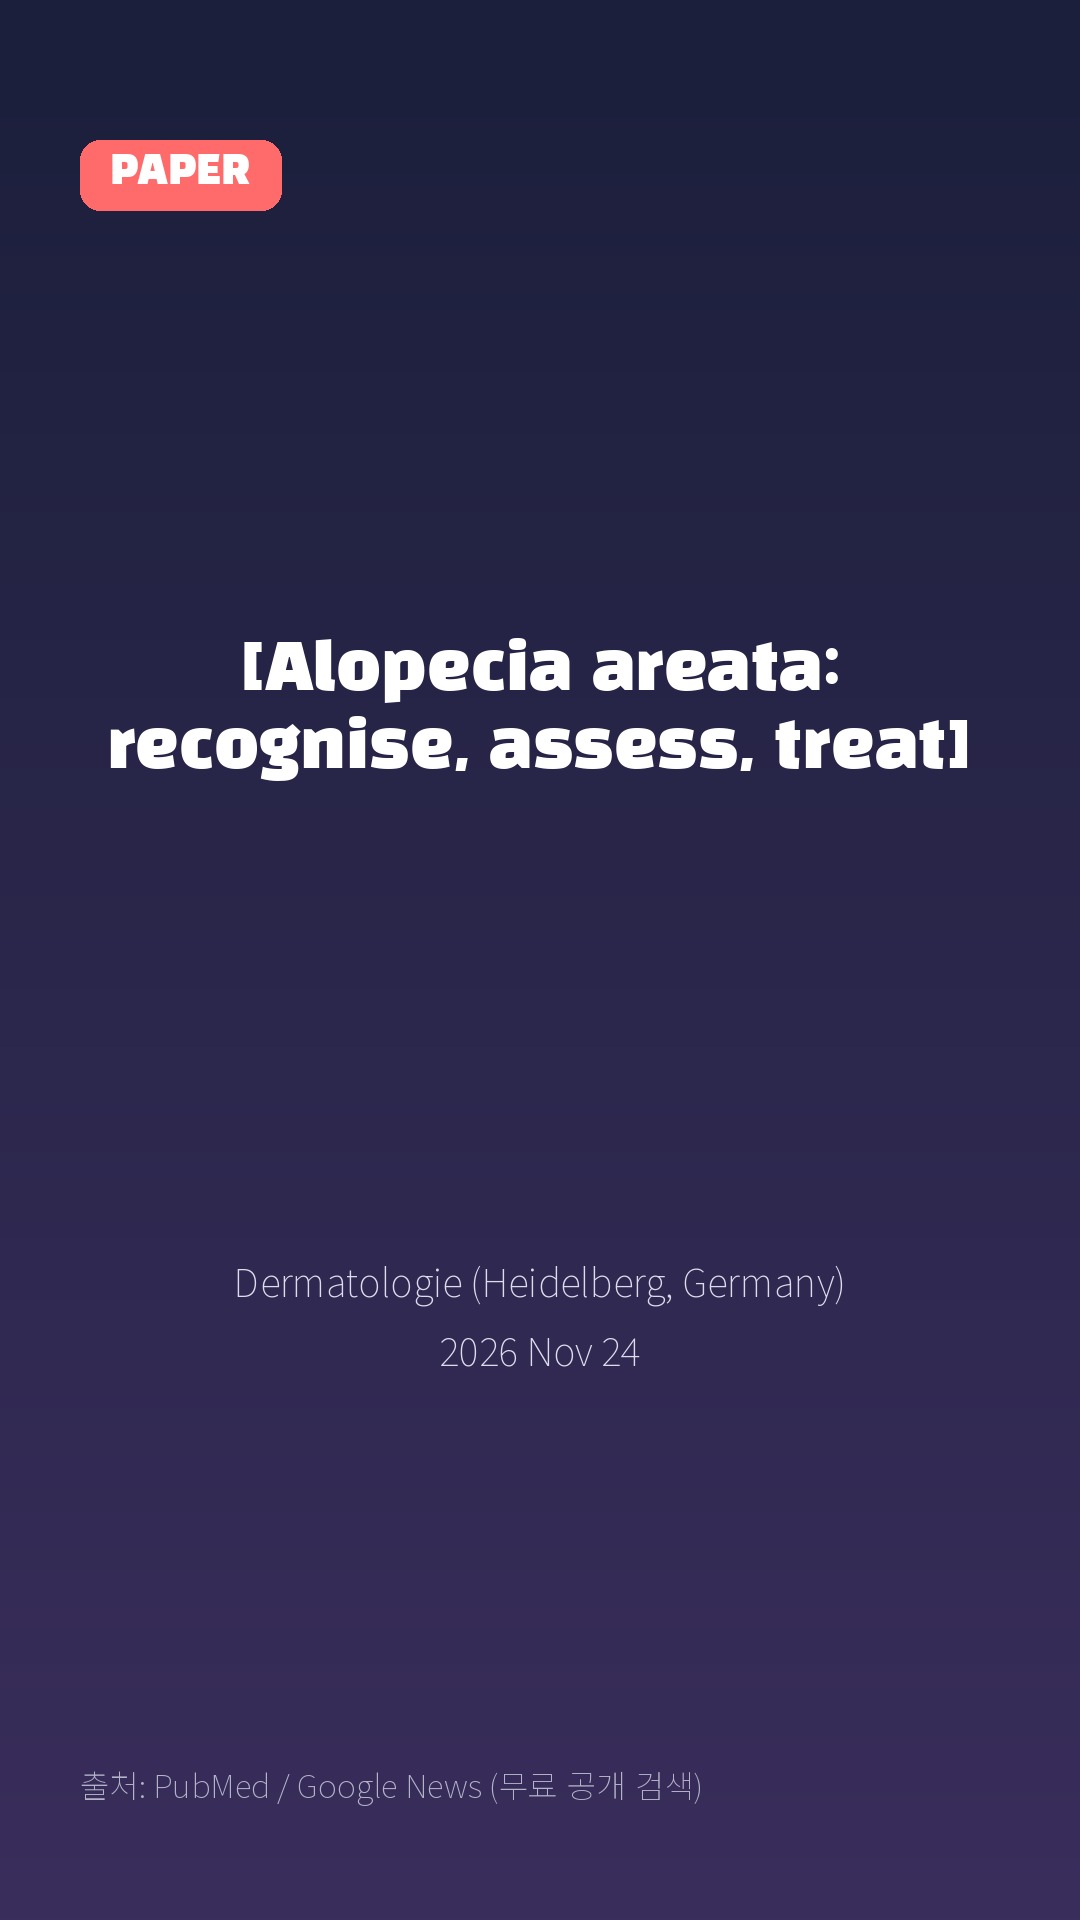 PAPER
[Alopecia areata:
recognise, assess, treat]
Dermatologie (Heidelberg, Germany)
2026 Nov 24
출처: PubMed / Google News (무료 공개 검색)